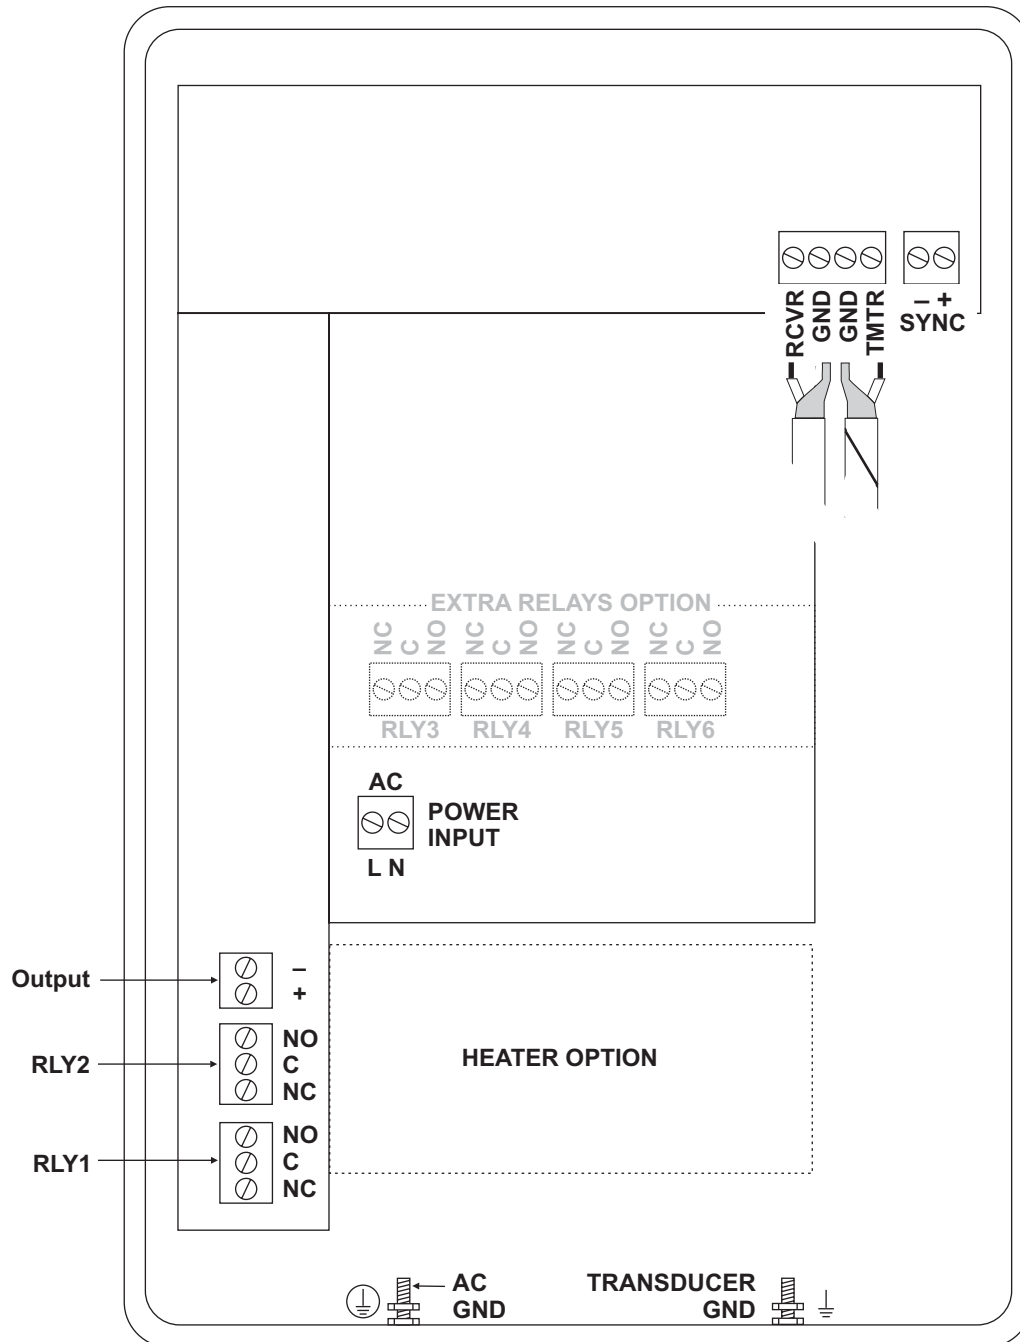 RCVR
GND
GND
TMTR
– +
SYNC
EXTRA RELAYS OPTION
NC C NO NC C NO NC C NO NC C NO
RLY3 RLY4 RLY5 RLY6
AC
POWER
INPUT
L N
Output
–
+
RLY2
NO
C
NC
HEATER OPTION
RLY1
NO
C
NC
AC
GND
TRANSDUCER
GND